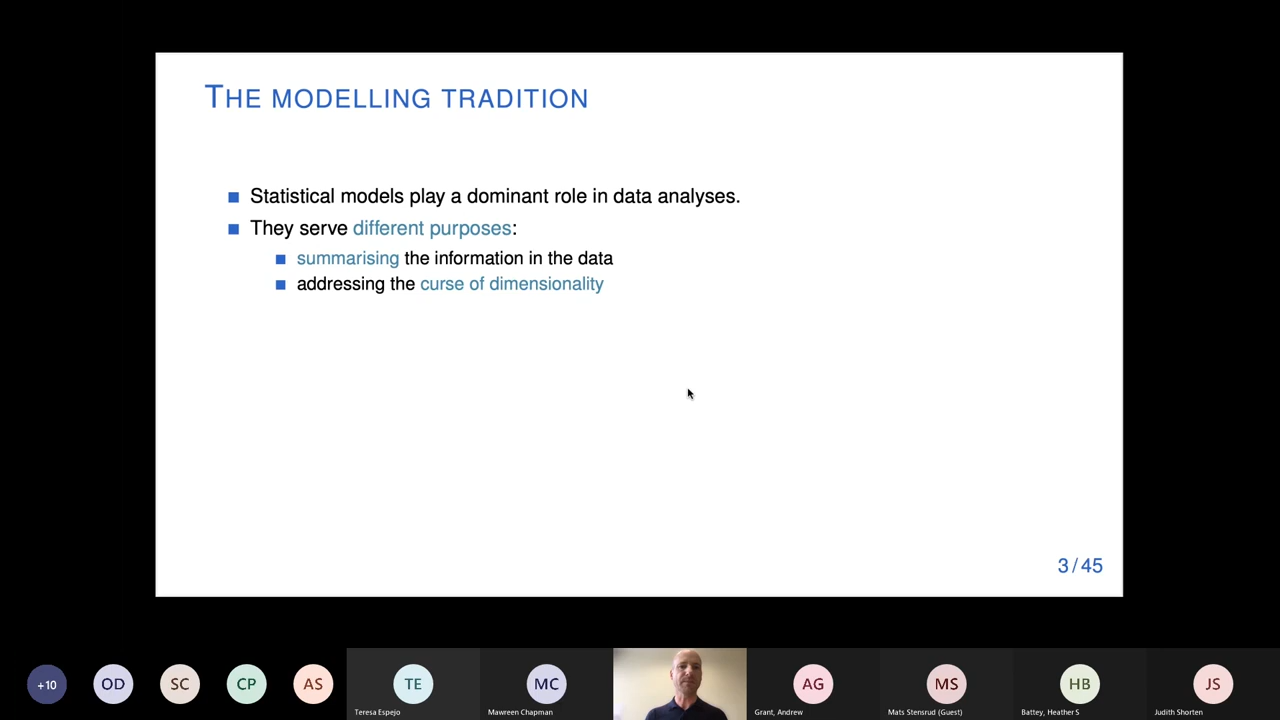 THE MODELLING TRADITION
Statistical models play a dominant role in data analyses.
They serve different purposes:
summarising the information in the data
addressing the curse of dimensionality
3/45
+10
OD
SC
CP
AS
TE
MC
AG
MS
HB
JS
Teresa Espejo
Mawreen Chapman
Grant, Andrew
Mats Stensrud (Guest)
Battey, Heather S
Judith Shorten